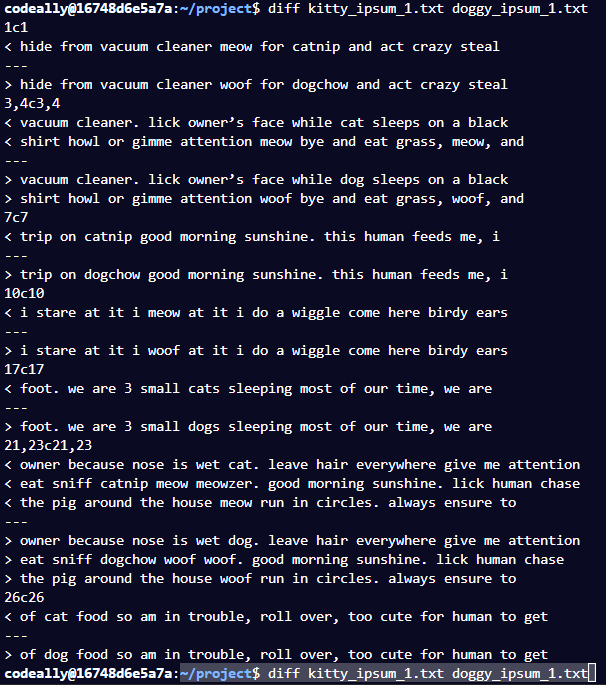 codeally@16748d6e5a7a:~/project$ diff kitty_ipsum_1.txt doggy_ipsum_1.txt
1c1
< hide from vacuum cleaner meow for catnip and act crazy steal
---
> hide from vacuum cleaner woof for dogchow and act crazy steal
3,4c3,4
< vacuum cleaner. lick owner’s face while cat sleeps on a black
< shirt howl or gimme attention meow bye and eat grass, meow, and
---
> vacuum cleaner. lick owner’s face while dog sleeps on a black
> shirt howl or gimme attention woof bye and eat grass, woof, and
7c7
< trip on catnip good morning sunshine. this human feeds me, i
---
> trip on dogchow good morning sunshine. this human feeds me, i
10c10
< i stare at it i meow at it i do a wiggle come here birdy ears
---
> i stare at it i woof at it i do a wiggle come here birdy ears
17c17
< foot. we are 3 small cats sleeping most of our time, we are
---
> foot. we are 3 small dogs sleeping most of our time, we are
21,23c21,23
< owner because nose is wet cat. leave hair everywhere give me attention
< eat sniff catnip meow meowzer. good morning sunshine. lick human chase
< the pig around the house meow run in circles. always ensure to
---
> owner because nose is wet dog. leave hair everywhere give me attention
> eat sniff dogchow woof woof. good morning sunshine. lick human chase
> the pig around the house woof run in circles. always ensure to
26c26
< of cat food so am in trouble, roll over, too cute for human to get
---
> of dog food so am in trouble, roll over, too cute for human to get
codeally@16748d6e5a7a:~/project$ diff kitty_ipsum_1.txt doggy_ipsum_1.txt